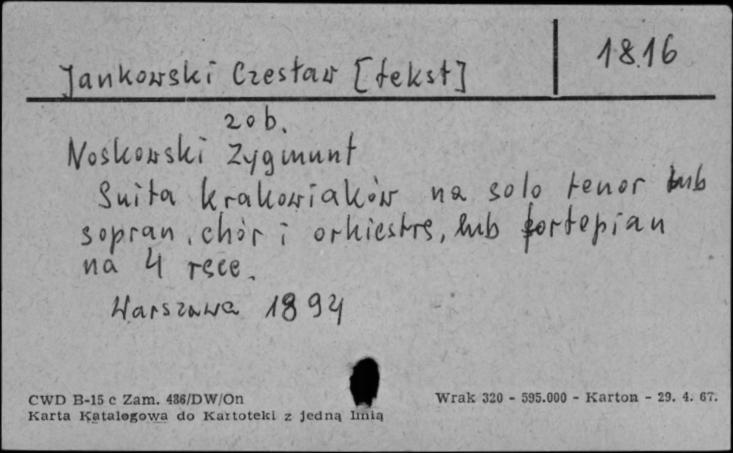 Jankowski Czesław [tekst]
1816
zob.
Noskowski Zygmunt
Suita krakowiaków na solo tenor lub
sopran, chór i orkiestrę, lub fortepian
na 4 ręce.
Warszawa 1894
CWD B-15 c Zam. 486/DW/On
Wrak 320 - 595.000 - Karton - 29. 4. 67.
Karta Katalogowa do Kartoteki z jedną linią